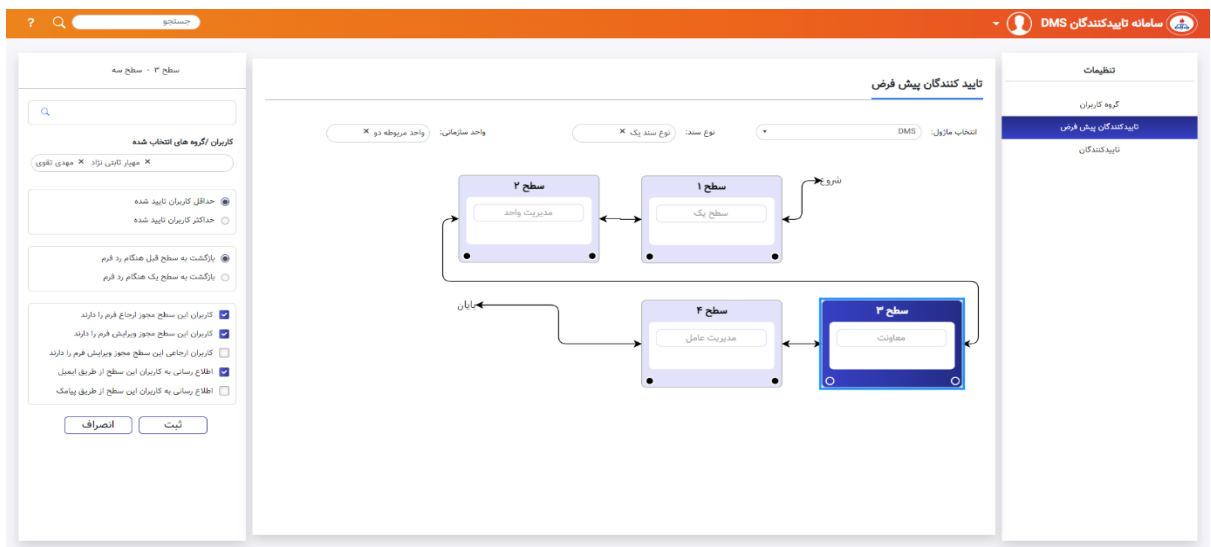 سامانه تاییدکنندگان DMS
جستجو
?
تنظیمات
گروه کاربران
تاییدکنندگان پیش فرض
تاییدکنندگان
تایید کنندگان پیش فرض
انتخاب ماژول: DMS
نوع سند: نوع سند یک ×
واحد سازمانی: واحد مربوطه دو ×
شروع
سطح ۱
سطح یک
سطح ۲
مدیریت واحد
سطح ۳
معاونت
سطح ۴
مدیریت عامل
پایان
سطح ۳ - سطح سه
کاربران /گروه های انتخاب شده
× مهیار ثابتی نژاد × مهدی تقوی
حداقل کاربران تایید شده
حداکثر کاربران تایید شده
بازگشت به سطح قبل هنگام رد فرم
بازگشت به سطح یک هنگام رد فرم
کاربران این سطح مجوز ارجاع فرم را دارند
کاربران این سطح مجوز ویرایش فرم را دارند
کاربران ارجاعی این سطح مجوز ویرایش فرم را دارند
اطلاع رسانی به کاربران این سطح از طریق ایمیل
اطلاع رسانی به کاربران این سطح از طریق پیامک
ثبت
انصراف